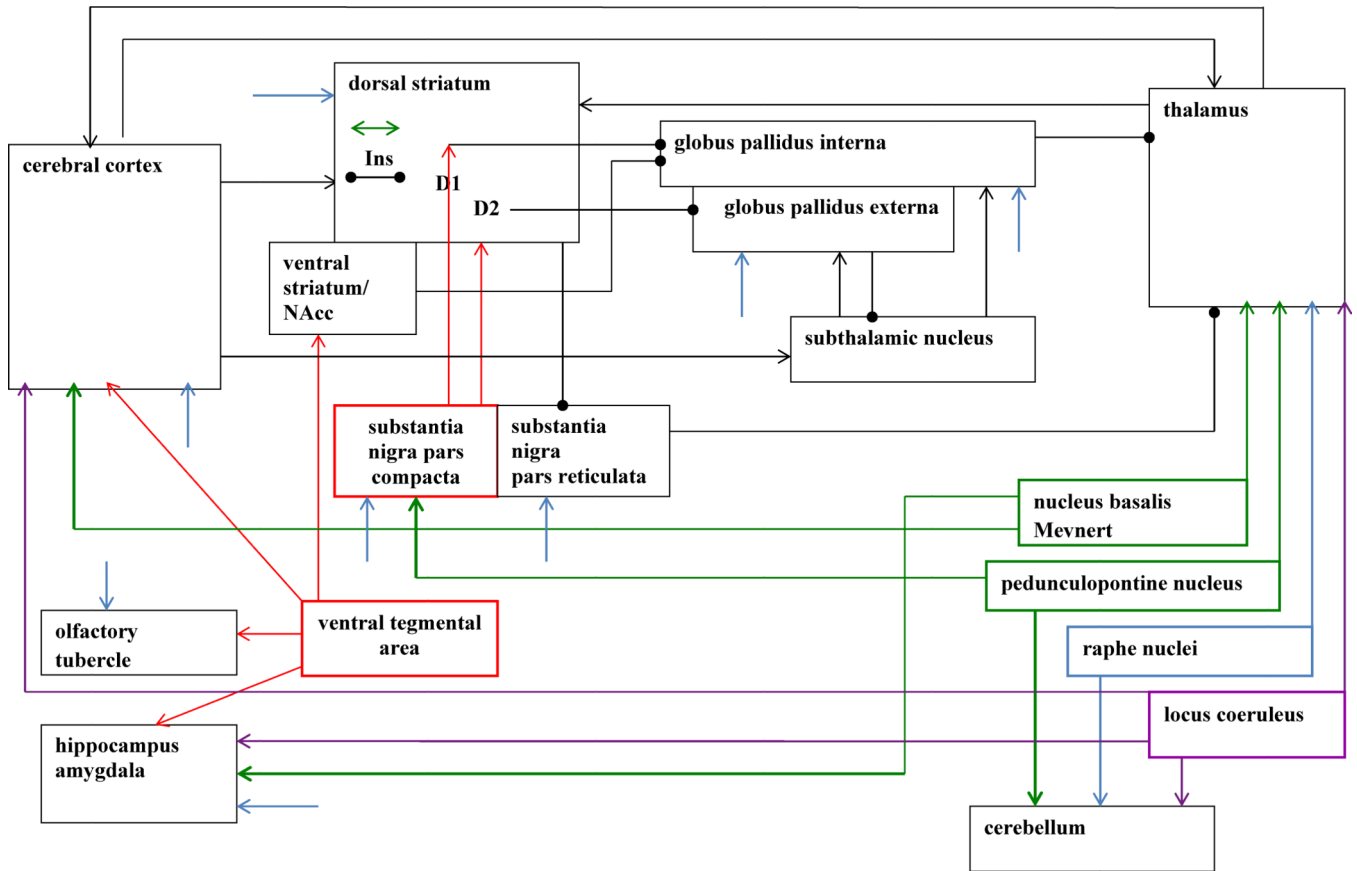 dorsal striatum
thalamus
globus pallidus interna
cerebral cortex
Ins
D1
D2
globus pallidus externa
ventral
striatum/
NAcc
subthalamic nucleus
substantia
nigra pars
compacta
substantia
nigra
pars reticulata
nucleus basalis
Mevnert
pedunculopontine nucleus
ventral tegmental
area
olfactory
tubercle
raphe nuclei
locus coeruleus
hippocampus
amygdala
cerebellum